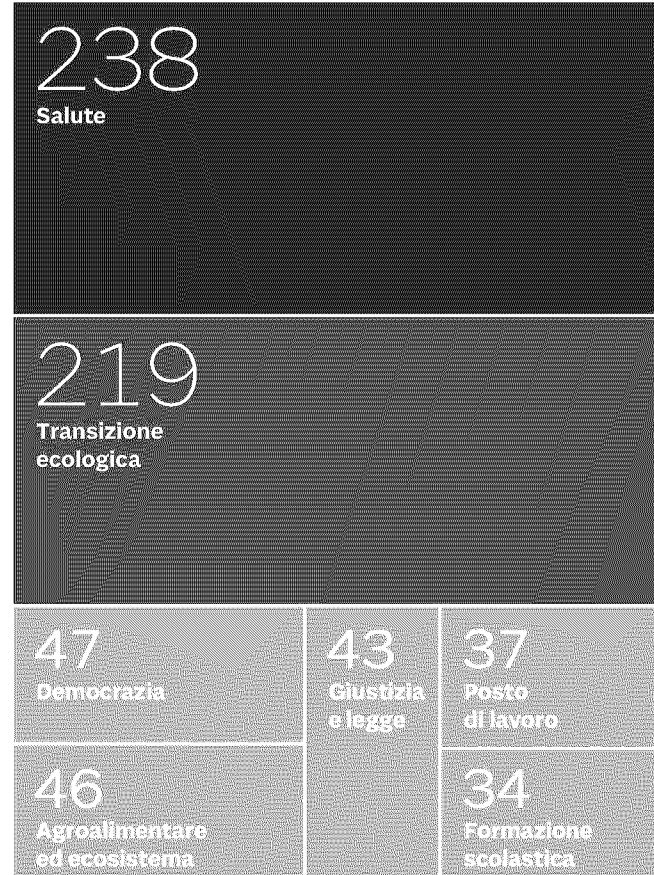 238
Salute
219
Transizione
ecologica
47
Democrazia
43
Giustizia
e legge
37
Posto
di lavoro
46
Agroalimentare
ed ecosistema
34
Formazione
scolastica